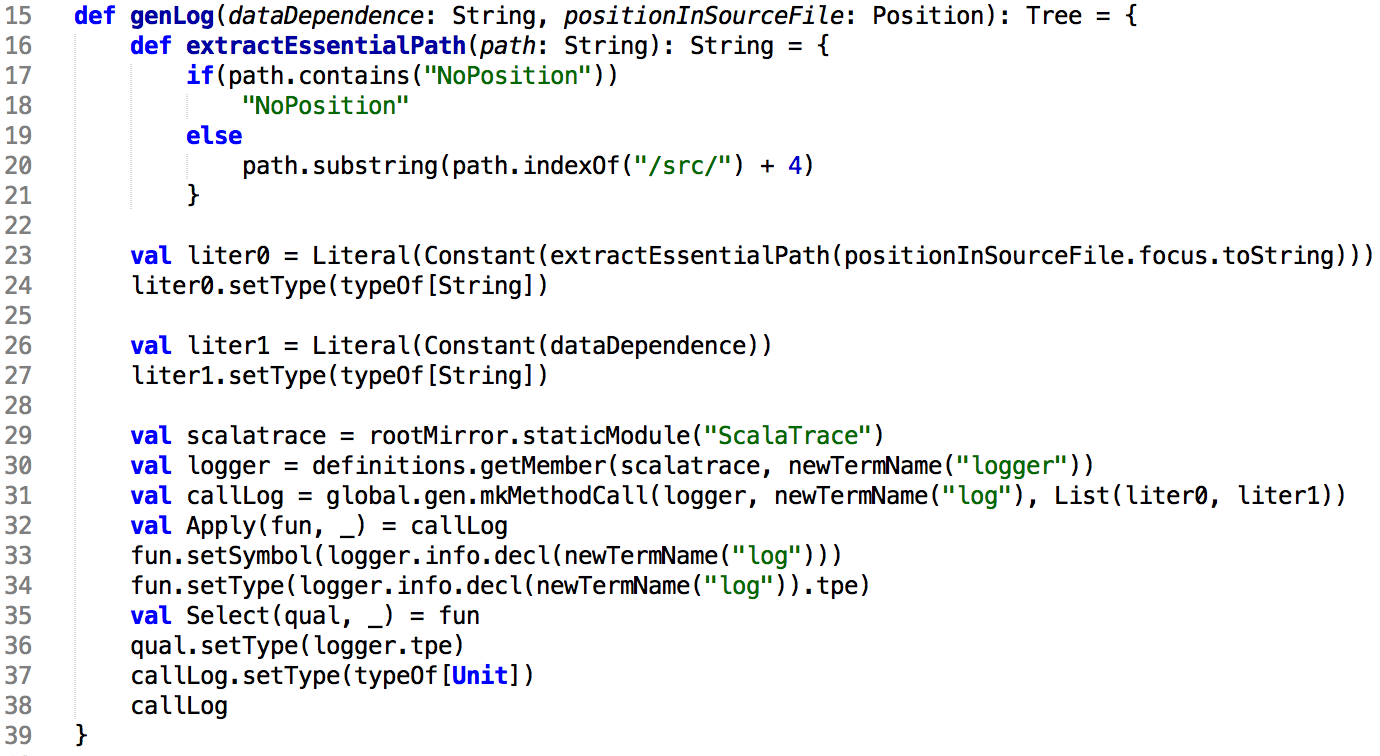 15 def genLog(dataDependence: String, positionInSourceFile: Position): Tree = {
16     def extractEssentialPath(path: String): String = {
17         if(path.contains("NoPosition"))
18             "NoPosition"
19         else
20             path.substring(path.indexOf("/src/") + 4)
21         }
22
23     val liter0 = Literal(Constant(extractEssentialPath(positionInSourceFile.focus.toString)))
24     liter0.setType(typeOf[String])
25
26     val liter1 = Literal(Constant(dataDependence))
27     liter1.setType(typeOf[String])
28
29     val scalatrace = rootMirror.staticModule("ScalaTrace")
30     val logger = definitions.getMember(scalatrace, newTermName("logger"))
31     val callLog = global.gen.mkMethodCall(logger, newTermName("log"), List(liter0, liter1))
32     val Apply(fun, _) = callLog
33     fun.setSymbol(logger.info.decl(newTermName("log")))
34     fun.setType(logger.info.decl(newTermName("log")).tpe)
35     val Select(qual, _) = fun
36     qual.setType(logger.tpe)
37     callLog.setType(typeOf[Unit])
38     callLog
39 }